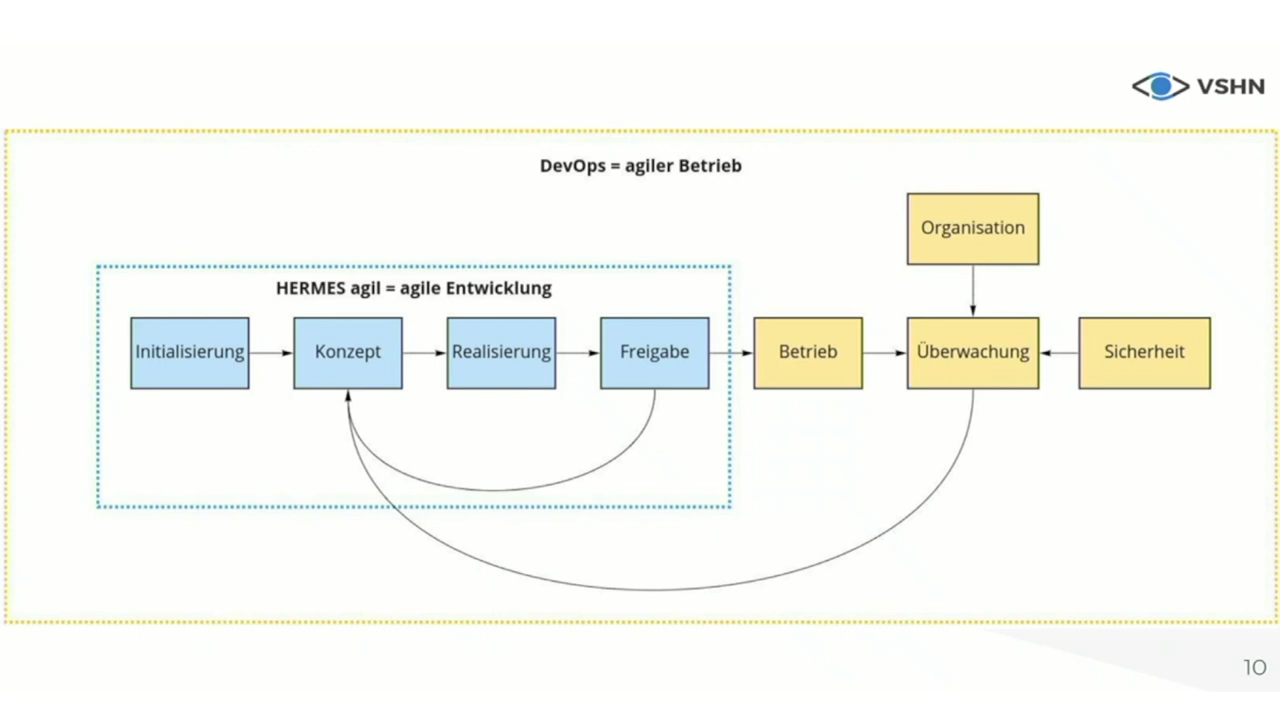 VSHN
DevOps = agiler Betrieb
Organisation
HERMES agil = agile Entwicklung
Initialisierung
Konzept
Realisierung
Freigabe
Betrieb
Überwachung
Sicherheit
10